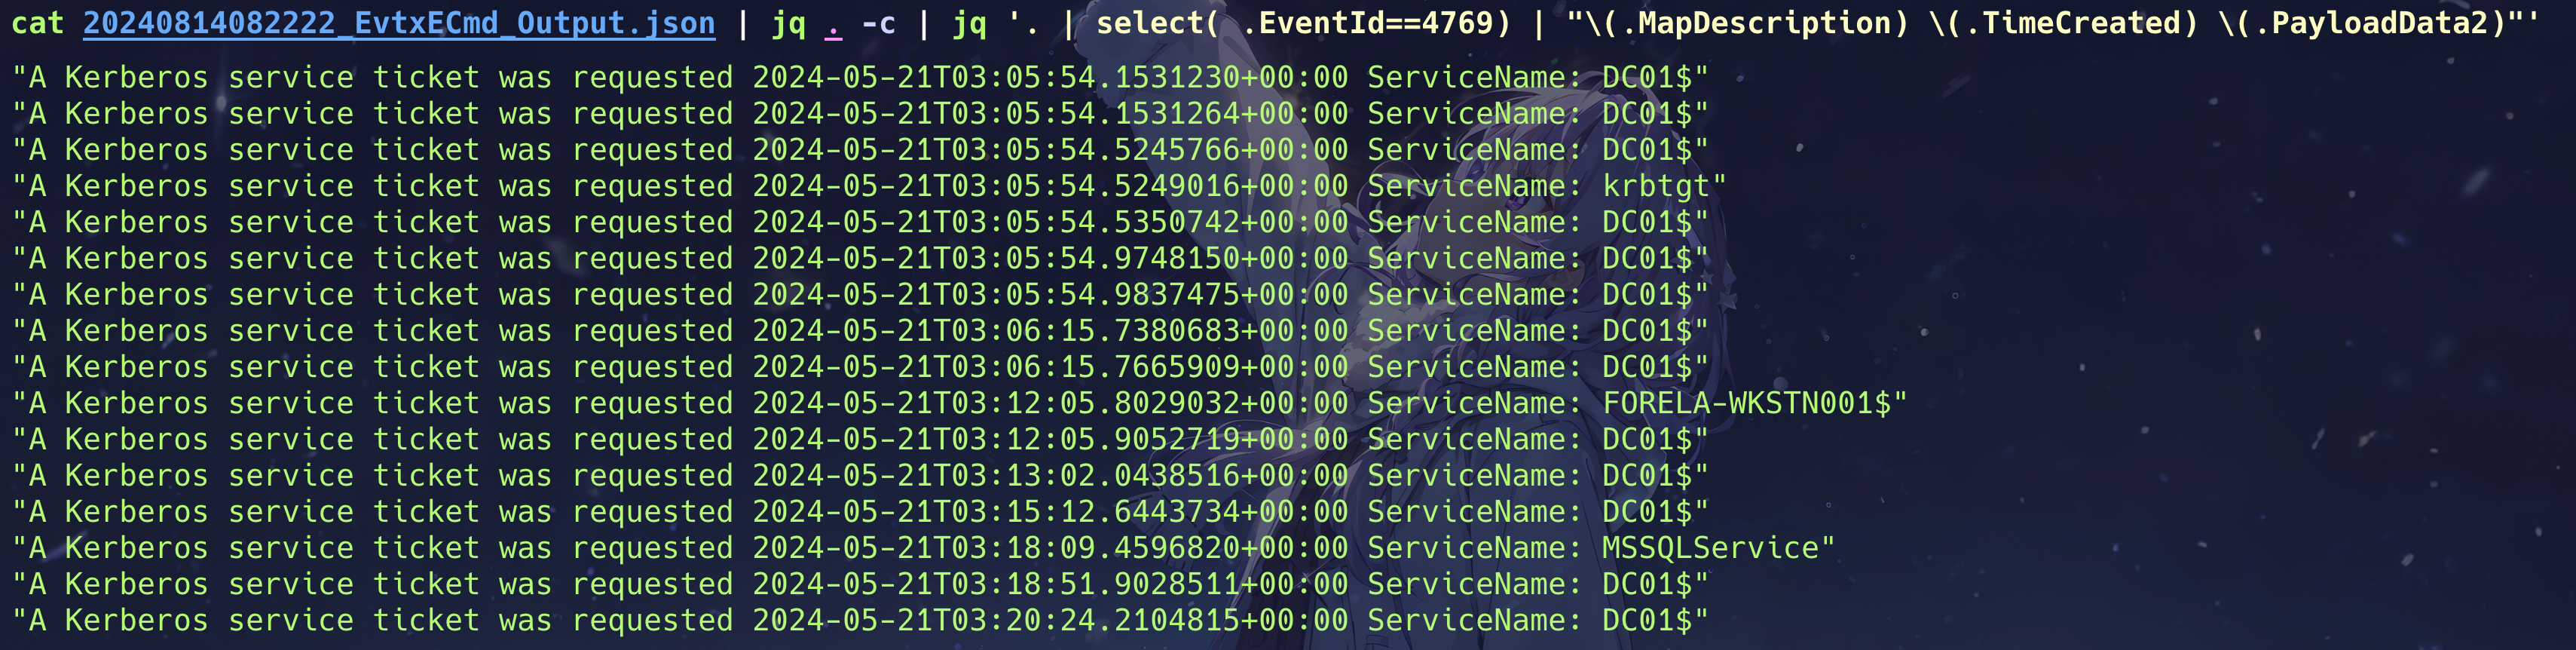 cat 20240814082222_EvtxECmd_Output.json | jq . -c | jq '. | select( .EventId==4769) | "\(.MapDescription) \(.TimeCreated) \(.PayloadData2)"'
"A Kerberos service ticket was requested 2024-05-21T03:05:54.1531230+00:00 ServiceName: DC01$"
"A Kerberos service ticket was requested 2024-05-21T03:05:54.1531264+00:00 ServiceName: DC01$"
"A Kerberos service ticket was requested 2024-05-21T03:05:54.5245766+00:00 ServiceName: DC01$"
"A Kerberos service ticket was requested 2024-05-21T03:05:54.5249016+00:00 ServiceName: krbtgt"
"A Kerberos service ticket was requested 2024-05-21T03:05:54.5350742+00:00 ServiceName: DC01$"
"A Kerberos service ticket was requested 2024-05-21T03:05:54.9748150+00:00 ServiceName: DC01$"
"A Kerberos service ticket was requested 2024-05-21T03:05:54.9837475+00:00 ServiceName: DC01$"
"A Kerberos service ticket was requested 2024-05-21T03:06:15.7380683+00:00 ServiceName: DC01$"
"A Kerberos service ticket was requested 2024-05-21T03:06:15.7665909+00:00 ServiceName: DC01$"
"A Kerberos service ticket was requested 2024-05-21T03:12:05.8029032+00:00 ServiceName: FORELA-WKSTN001$"
"A Kerberos service ticket was requested 2024-05-21T03:12:05.9052719+00:00 ServiceName: DC01$"
"A Kerberos service ticket was requested 2024-05-21T03:13:02.0438516+00:00 ServiceName: DC01$"
"A Kerberos service ticket was requested 2024-05-21T03:15:12.6443734+00:00 ServiceName: DC01$"
"A Kerberos service ticket was requested 2024-05-21T03:18:09.4596820+00:00 ServiceName: MSSQLService"
"A Kerberos service ticket was requested 2024-05-21T03:18:51.9028511+00:00 ServiceName: DC01$"
"A Kerberos service ticket was requested 2024-05-21T03:20:24.2104815+00:00 ServiceName: DC01$"